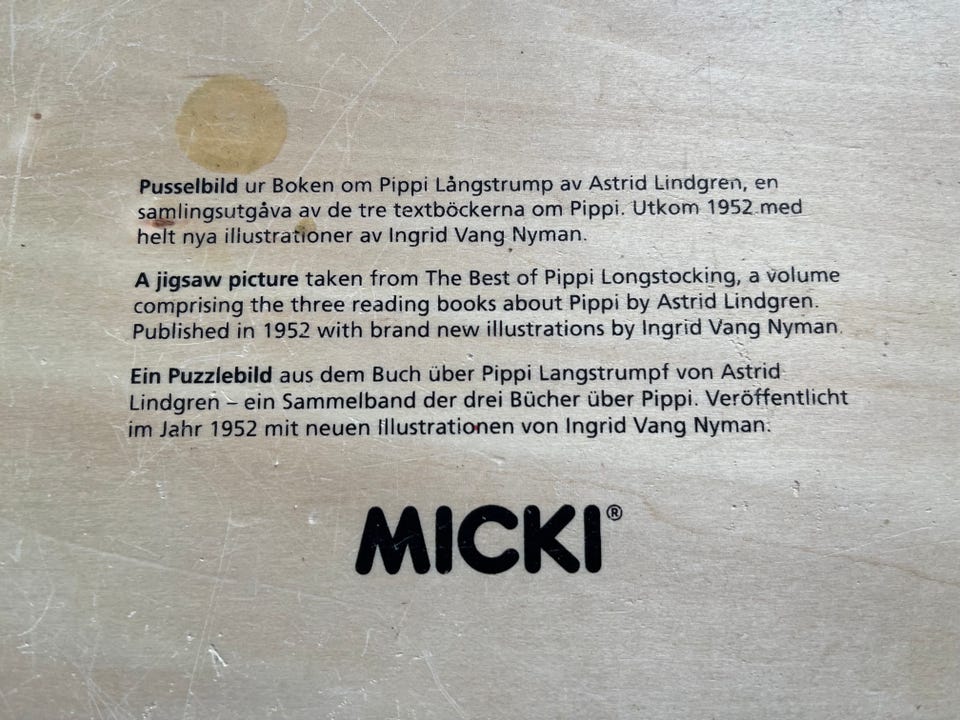 Pusselbild ur Boken om Pippi Långstrump av Astrid Lindgren, en
samlingsutgåva av de tre textböckerna om Pippi. Utkom 1952 med
helt nya illustrationer av Ingrid Vang Nyman.
A jigsaw picture taken from The Best of Pippi Longstocking, a volume
comprising the three reading books about Pippi by Astrid Lindgren.
Published in 1952 with brand new illustrations by Ingrid Vang Nyman.
Ein Puzzlebild aus dem Buch über Pippi Langstrumpf von Astrid
Lindgren – ein Sammelband der drei Bücher über Pippi. Veröffentlicht
im Jahr 1952 mit neuen Illustrationen von Ingrid Vang Nyman.
MICKI®